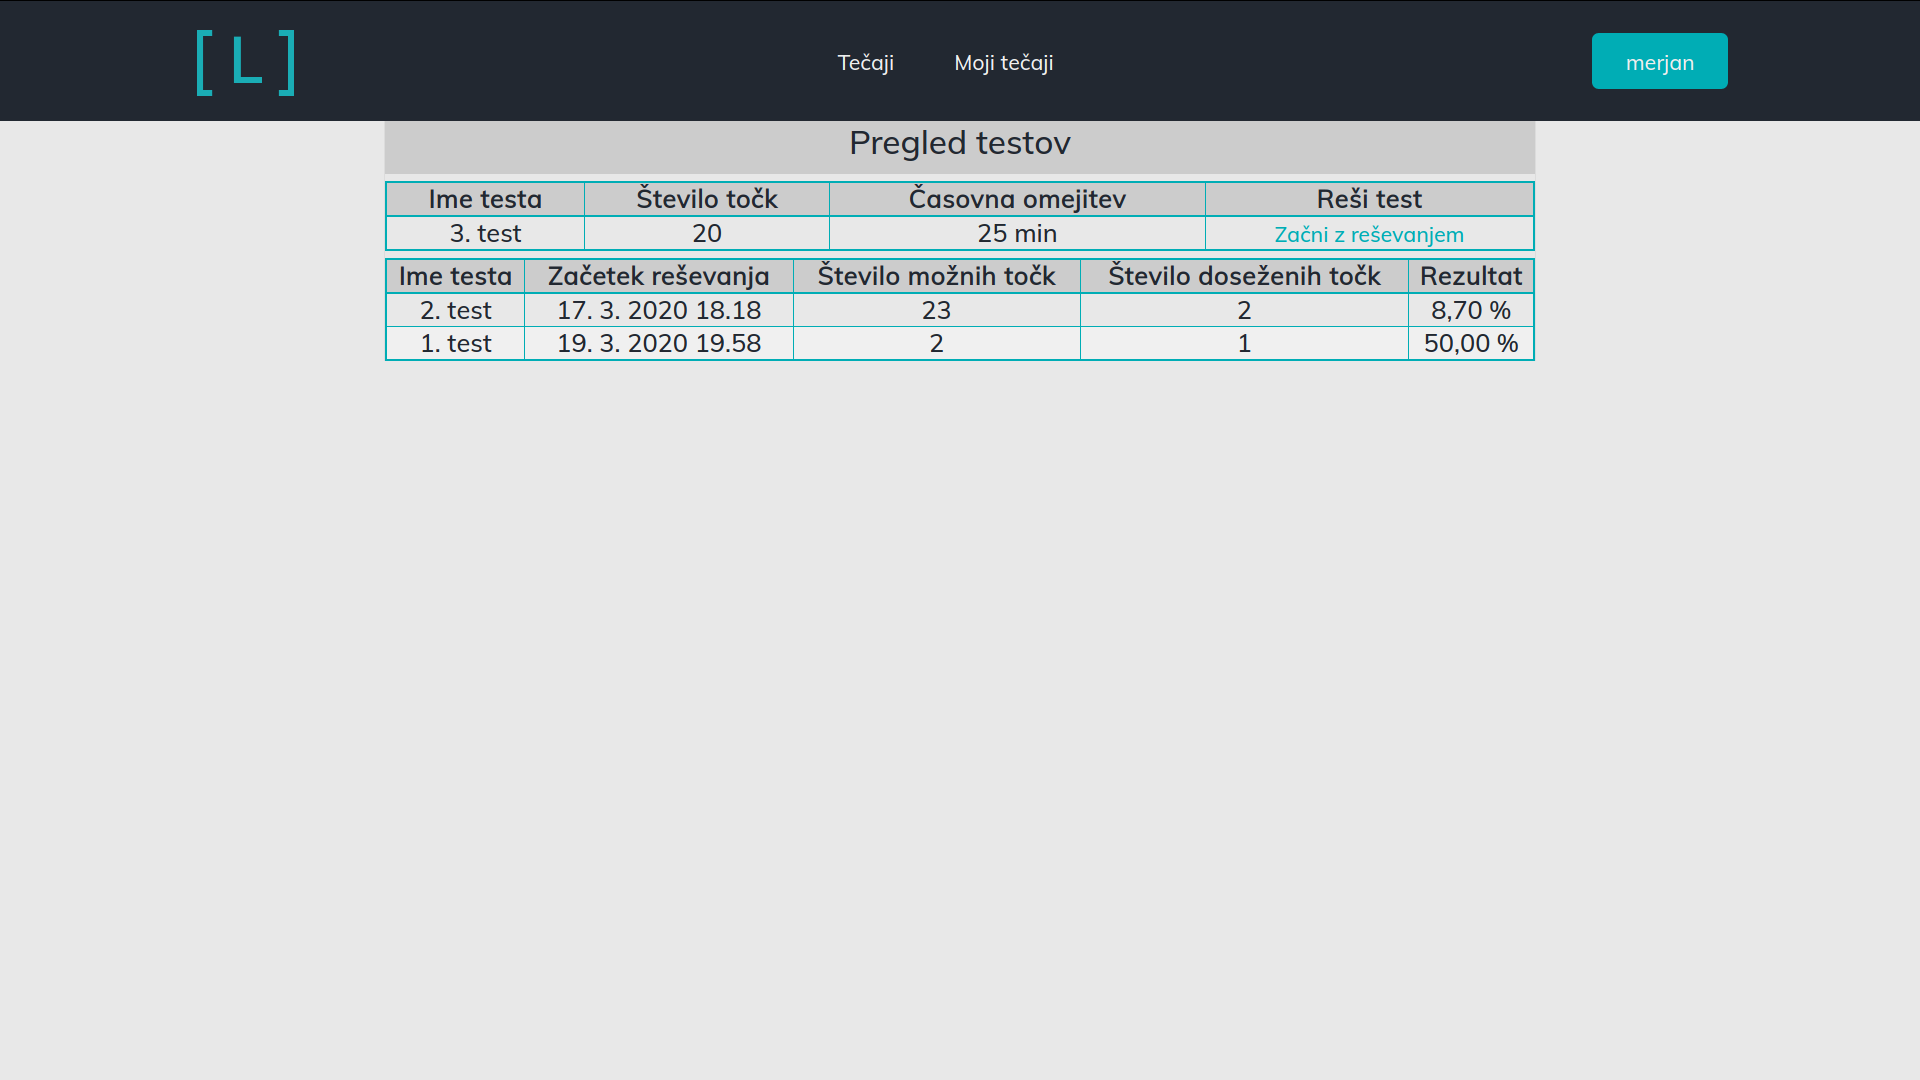 [ L ]
Tečaji Moji tečaji merjan
Pregled testov
Ime testa Število točk Časovna omejitev Reši test
3. test 20 25 min Začni z reševanjem
Ime testa Začetek reševanja Število možnih točk Število doseženih točk Rezultat
2. test 17. 3. 2020 18.18 23 2 8,70 %
1. test 19. 3. 2020 19.58 2 1 50,00 %